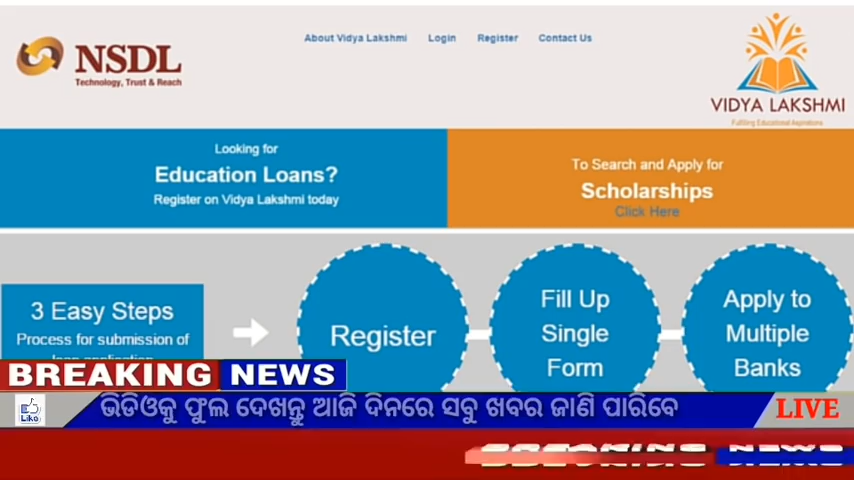 NSDL
Technology, Trust & Reach
About Vidya Lakshmi Login Register Contact Us
VIDYA LAKSHMI
Fulfilling Educational Aspirations
Looking for
Education Loans?
Register on Vidya Lakshmi today
To Search and Apply for
Scholarships
Click Here
3 Easy Steps
Process for submission of
loan application
Register
Fill Up
Single
Form
Apply to
Multiple
Banks
BREAKING NEWS
Like
ଭିଡିଓକୁ ଫୁଲ ଦେଖନ୍ତୁ ଆଜି ଦିନରେ ସବୁ ଖବର ଜାଣି ପାରିବେ
LIVE